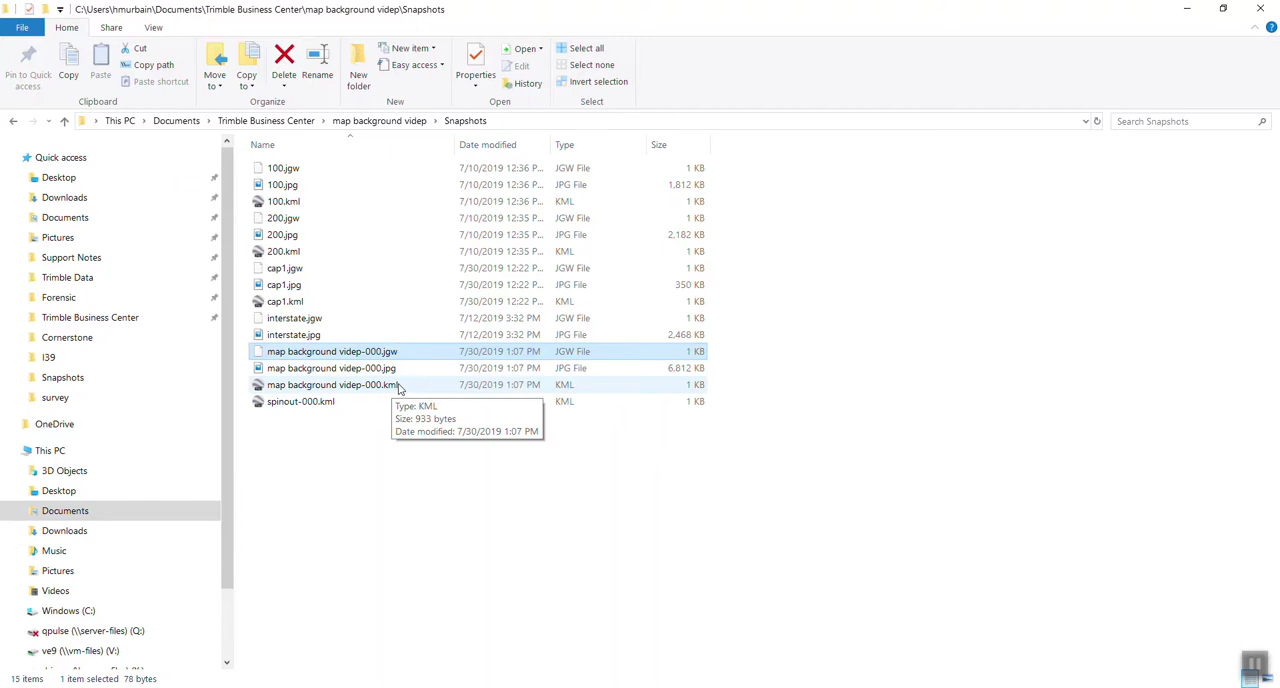 C:\Users\hmurbain\Documents\Trimble Business Center\map background videp\Snapshots
File Home Share View
Pin to Quick access
Copy
Paste
Cut
Copy path
Paste shortcut
Clipboard
Move to
Copy to
Delete
Rename
Organize
New folder
New item
Easy access
New
Properties
Open
Edit
History
Open
Select all
Select none
Invert selection
Select
This PC > Documents > Trimble Business Center > map background videp > Snapshots
Search Snapshots
Quick access
Desktop
Downloads
Documents
Pictures
Support Notes
Trimble Data
Forensic
Trimble Business Center
Cornerstone
I39
Snapshots
survey
OneDrive
This PC
3D Objects
Desktop
Documents
Downloads
Music
Pictures
Videos
Windows (C:)
qpulse (\\server-files) (Q:)
ve9 (\\vm-files) (V:)
Name Date modified Type Size
100.jgw 7/10/2019 12:36 P... JGW File 1 KB
100.jpg 7/10/2019 12:36 P... JPG File 1,812 KB
100.kml 7/10/2019 12:36 P... KML 1 KB
200.jgw 7/10/2019 12:35 P... JGW File 1 KB
200.jpg 7/10/2019 12:35 P... JPG File 2,182 KB
200.kml 7/10/2019 12:35 P... KML 1 KB
cap1.jgw 7/30/2019 12:22 P... JGW File 1 KB
cap1.jpg 7/30/2019 12:22 P... JPG File 350 KB
cap1.kml 7/30/2019 12:22 P... KML 1 KB
interstate.jgw 7/12/2019 3:32 PM JGW File 1 KB
interstate.jpg 7/12/2019 3:32 PM JPG File 2,468 KB
map background videp-000.jgw 7/30/2019 1:07 PM JGW File 1 KB
map background videp-000.jpg 7/30/2019 1:07 PM JPG File 6,812 KB
map background videp-000.kml 7/30/2019 1:07 PM KML 1 KB
spinout-000.kml KML 1 KB
Type: KML
Size: 933 bytes
Date modified: 7/30/2019 1:07 PM
15 items 1 item selected 78 bytes